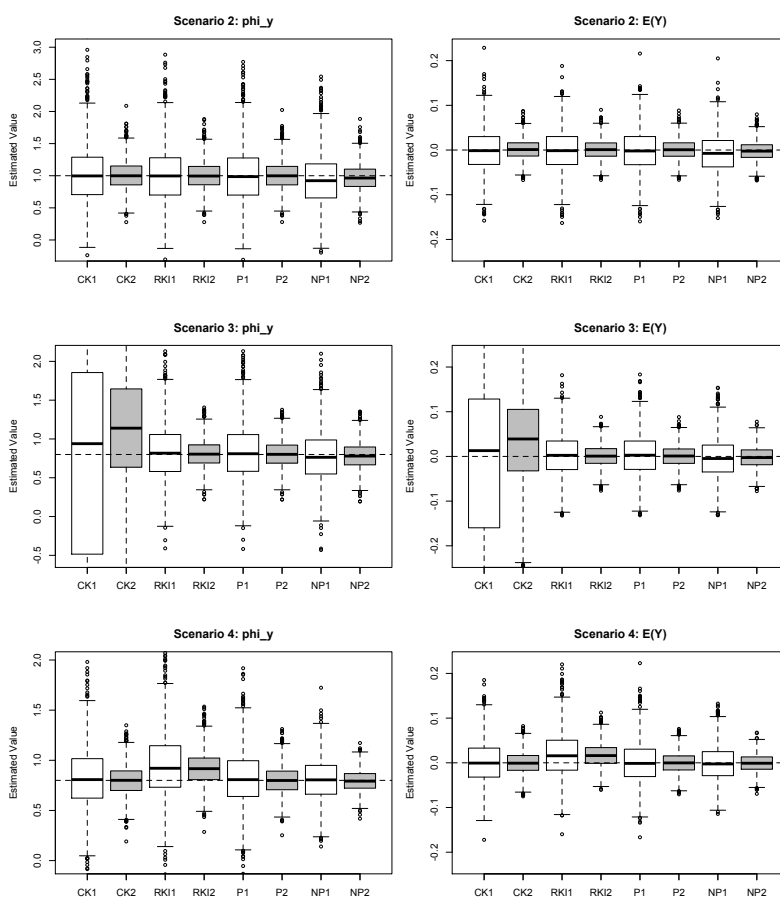 Scenario 2: phi_y
Estimated Value
0.0 0.5 1.0 1.5 2.0 2.5 3.0
CK1 CK2 RKI1 RKI2 P1 P2 NP1 NP2
Scenario 2: E(Y)
Estimated Value
-0.2 -0.1 0.0 0.1 0.2
CK1 CK2 RKI1 RKI2 P1 P2 NP1 NP2
Scenario 3: phi_y
Estimated Value
-0.5 0.0 0.5 1.0 1.5 2.0
CK1 CK2 RKI1 RKI2 P1 P2 NP1 NP2
Scenario 3: E(Y)
Estimated Value
-0.2 -0.1 0.0 0.1 0.2
CK1 CK2 RKI1 RKI2 P1 P2 NP1 NP2
Scenario 4: phi_y
Estimated Value
0.0 0.5 1.0 1.5 2.0
CK1 CK2 RKI1 RKI2 P1 P2 NP1 NP2
Scenario 4: E(Y)
Estimated Value
-0.2 -0.1 0.0 0.1 0.2
CK1 CK2 RKI1 RKI2 P1 P2 NP1 NP2